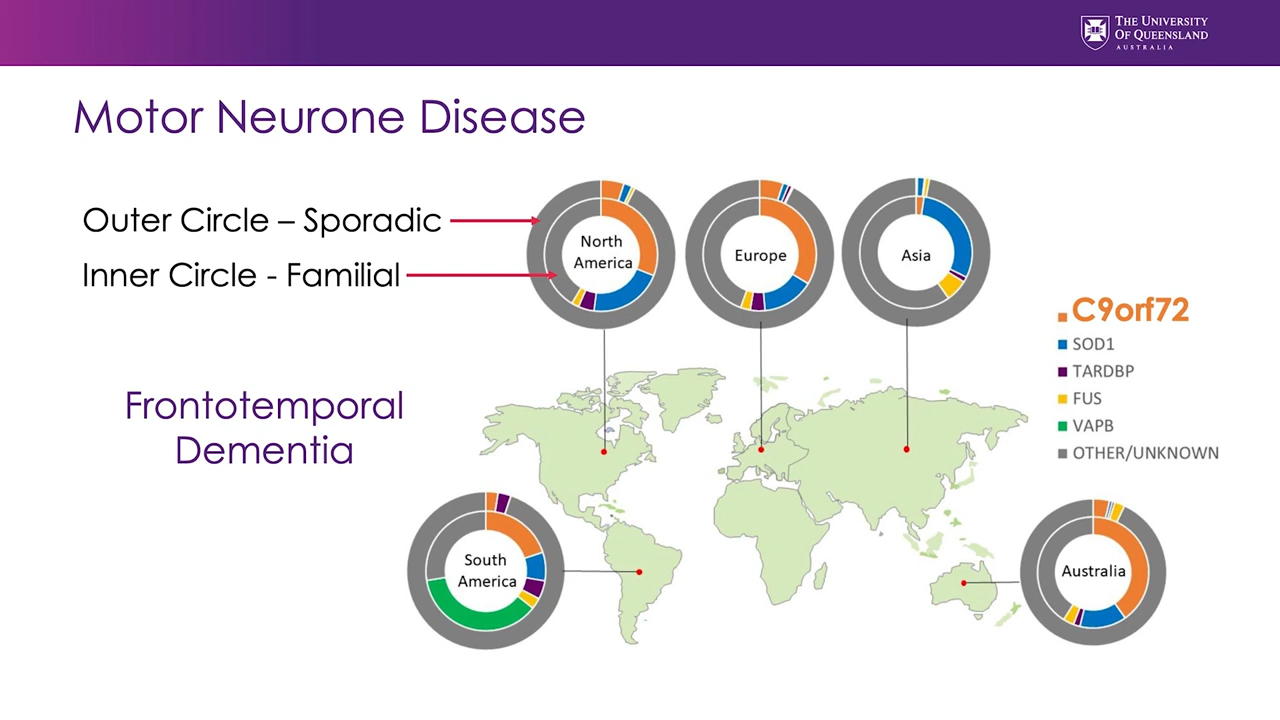 THE UNIVERSITY
OF QUEENSLAND
AUSTRALIA
Motor Neurone Disease
Outer Circle – Sporadic
Inner Circle - Familial
North
America
Europe
Asia
C9orf72
SOD1
TARDBP
FUS
VAPB
OTHER/UNKNOWN
Frontotemporal
Dementia
South
America
Australia